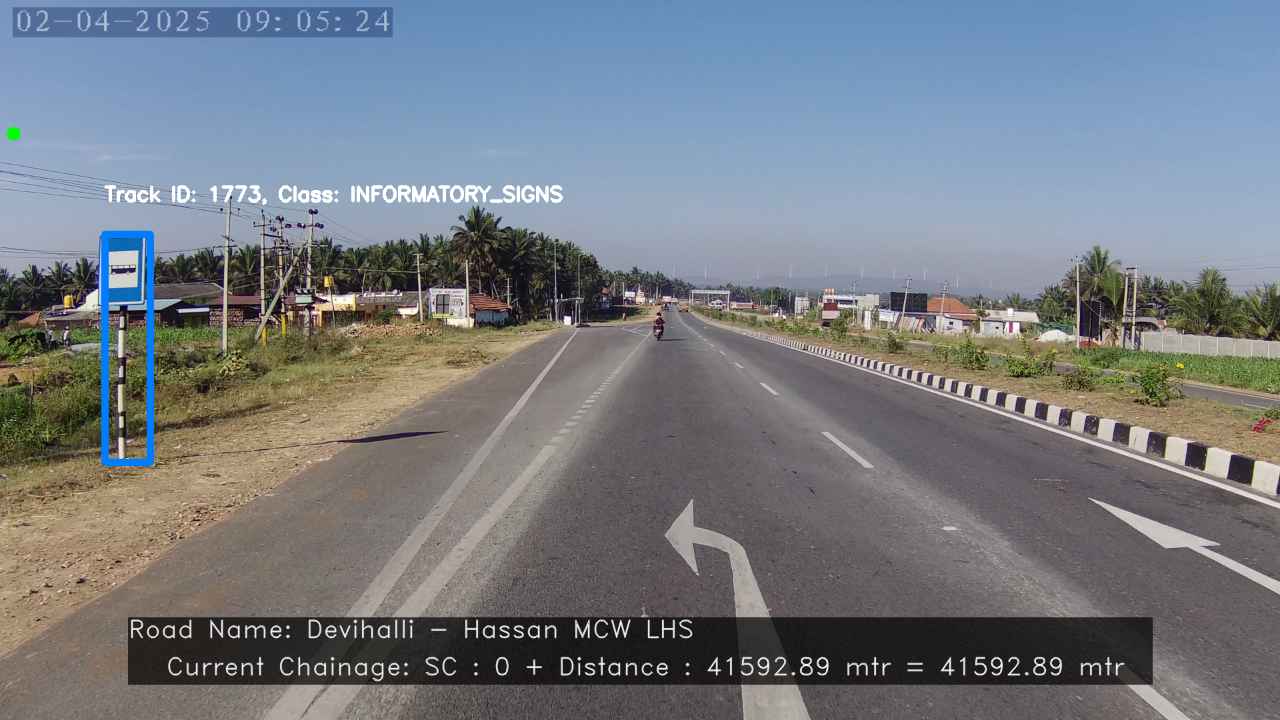 02-04-2025 09:05:24
Track ID: 1773, Class: INFORMATORY_SIGNS
Road Name: Devihalli - Hassan MCW LHS
Current Chainage: SC : 0 + Distance : 41592.89 mtr = 41592.89 mtr